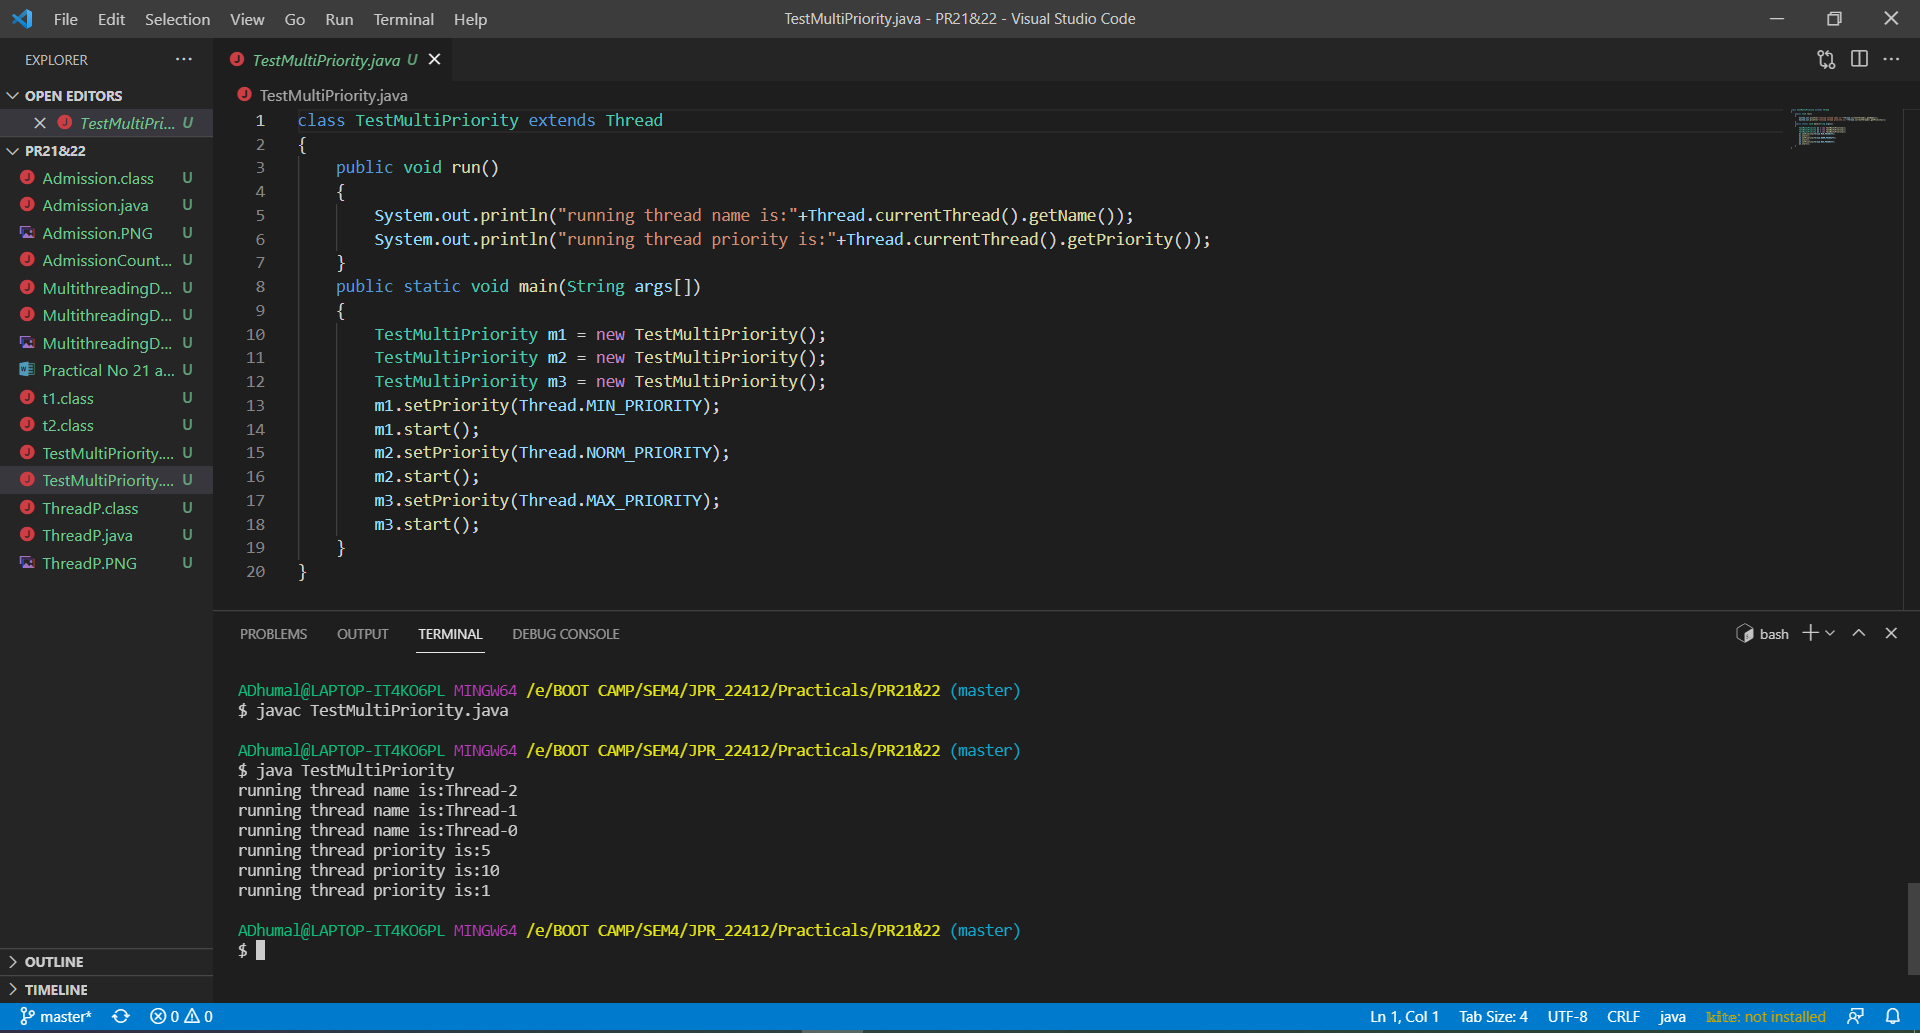 File Edit Selection View Go Run Terminal Help
TestMultiPriority.java - PR21&22 - Visual Studio Code
EXPLORER
OPEN EDITORS
TestMultiPri... U
PR21&22
Admission.class U
Admission.java U
Admission.PNG U
AdmissionCount... U
MultithreadingD... U
MultithreadingD... U
MultithreadingD... U
Practical No 21 a... U
t1.class U
t2.class U
TestMultiPriority.... U
TestMultiPriority.... U
ThreadP.class U
ThreadP.java U
ThreadP.PNG U
OUTLINE
TIMELINE
TestMultiPriority.java U
TestMultiPriority.java
1 class TestMultiPriority extends Thread
2 {
3 public void run()
4 {
5 System.out.println("running thread name is:"+Thread.currentThread().getName());
6 System.out.println("running thread priority is:"+Thread.currentThread().getPriority());
7 }
8 public static void main(String args[])
9 {
10 TestMultiPriority m1 = new TestMultiPriority();
11 TestMultiPriority m2 = new TestMultiPriority();
12 TestMultiPriority m3 = new TestMultiPriority();
13 m1.setPriority(Thread.MIN_PRIORITY);
14 m1.start();
15 m2.setPriority(Thread.NORM_PRIORITY);
16 m2.start();
17 m3.setPriority(Thread.MAX_PRIORITY);
18 m3.start();
19 }
20 }
PROBLEMS OUTPUT TERMINAL DEBUG CONSOLE
bash
ADhumal@LAPTOP-IT4KO6PL MINGW64 /e/BOOT CAMP/SEM4/JPR_22412/Practicals/PR21&22 (master)
$ javac TestMultiPriority.java
ADhumal@LAPTOP-IT4KO6PL MINGW64 /e/BOOT CAMP/SEM4/JPR_22412/Practicals/PR21&22 (master)
$ java TestMultiPriority
running thread name is:Thread-2
running thread name is:Thread-1
running thread name is:Thread-0
running thread priority is:5
running thread priority is:10
running thread priority is:1
ADhumal@LAPTOP-IT4KO6PL MINGW64 /e/BOOT CAMP/SEM4/JPR_22412/Practicals/PR21&22 (master)
$
master* 0 0
Ln 1, Col 1 Tab Size: 4 UTF-8 CRLF java kite: not installed